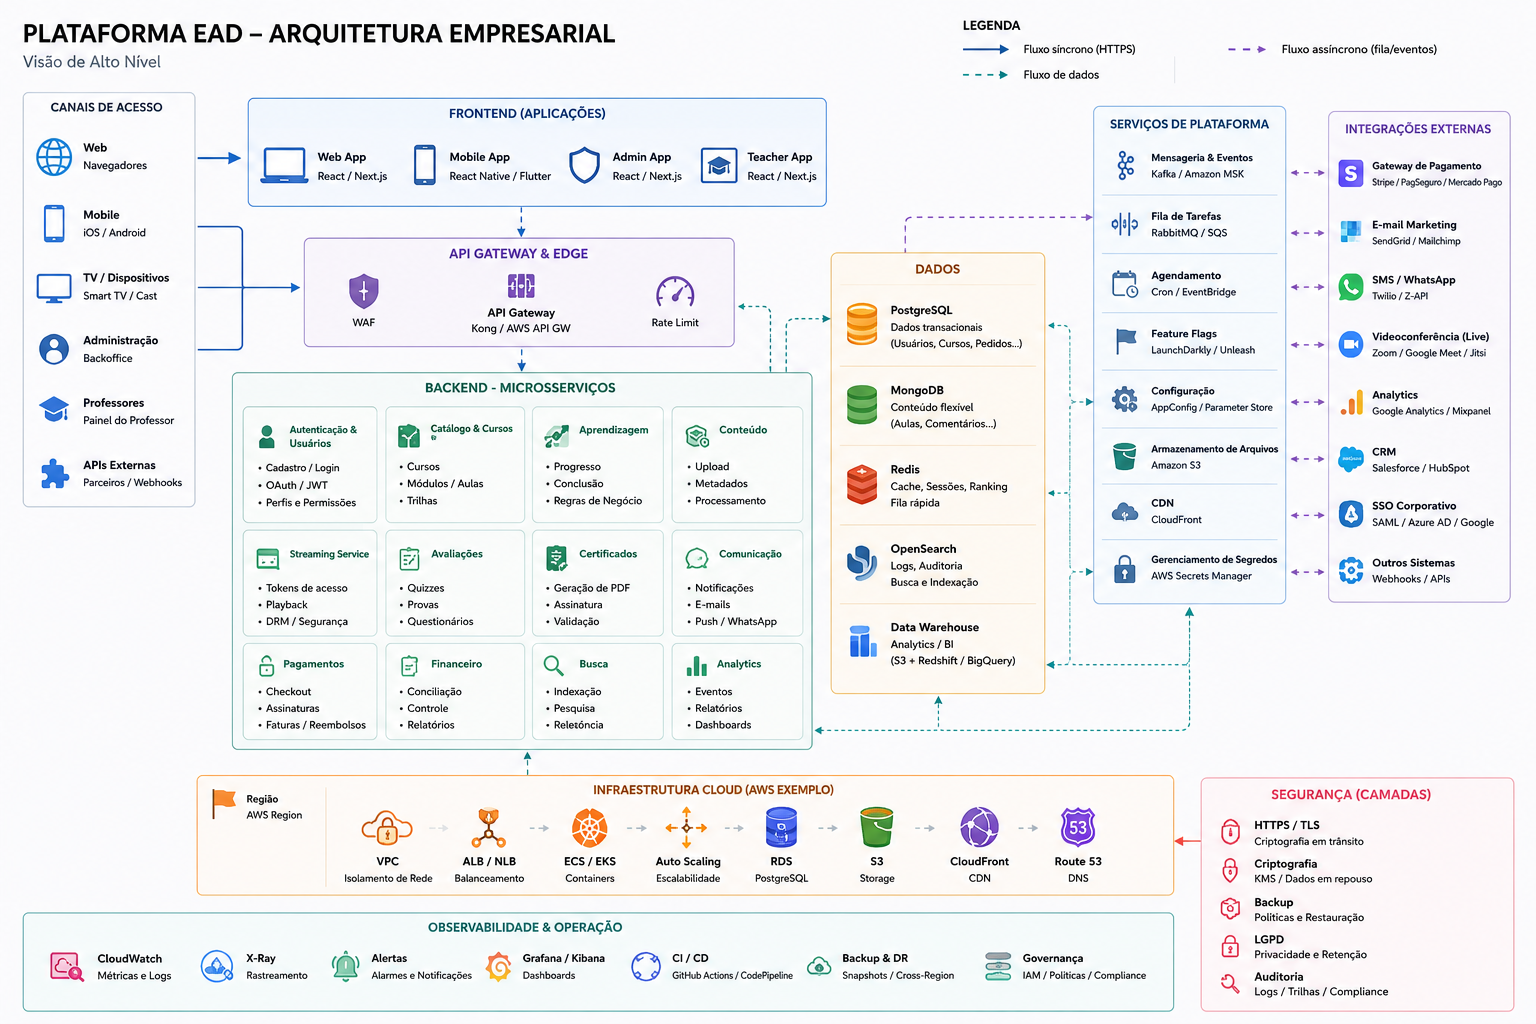 PLATAFORMA EAD – ARQUITETURA EMPRESARIAL
Visão de Alto Nível
LEGENDA
Fluxo síncrono (HTTPS)
Fluxo assíncrono (fila/eventos)
Fluxo de dados
CANAIS DE ACESSO
Web
Navegadores
Mobile
iOS / Android
TV / Dispositivos
Smart TV / Cast
Administração
Backoffice
Professores
Painel do Professor
APIs Externas
Parceiros / Webhooks
FRONTEND (APLICAÇÕES)
Web App
React / Next.js
Mobile App
React Native / Flutter
Admin App
React / Next.js
Teacher App
React / Next.js
API GATEWAY & EDGE
WAF
API Gateway
Kong / AWS API GW
Rate Limit
BACKEND - MICROSSERVIÇOS
Autenticação &
Usuários
• Cadastro / Login
• OAuth / JWT
• Perfis e Permissões
Catálogo & Cursos
• Cursos
• Módulos / Aulas
• Trilhas
Aprendizagem
• Progresso
• Conclusão
• Regras de Negócio
Conteúdo
• Upload
• Metadados
• Processamento
Streaming Service
• Tokens de acesso
• Playback
• DRM / Segurança
Avaliações
• Quizzes
• Provas
• Questionários
Certificados
• Geração de PDF
• Assinatura
• Validação
Comunicação
• Notificações
• E-mails
• Push / WhatsApp
Pagamentos
• Checkout
• Assinaturas
• Faturas / Reembolsos
Financeiro
• Conciliação
• Controle
• Relatórios
Busca
• Indexação
• Pesquisa
• Reletóncia
Analytics
• Eventos
• Relatórios
• Dashboards
DADOS
PostgreSQL
Dados transacionais
(Usuários, Cursos, Pedidos...)
MongoDB
Conteúdo flexível
(Aulas, Comentários...)
Redis
Cache, Sessões, Ranking
Fila rápida
OpenSearch
Logs, Auditoria
Busca e Indexação
Data Warehouse
Analytics / BI
(S3 + Redshift / BigQuery)
SERVIÇOS DE PLATAFORMA
Mensageria & Eventos
Kafka / Amazon MSK
Fila de Tarefas
RabbitMQ / SQS
Agendamento
Cron / EventBridge
Feature Flags
LaunchDarkly / Unleash
Configuração
AppConfig / Parameter Store
Armazenamento de Arquivos
Amazon S3
CDN
CloudFront
Gerenciamento de Segredos
AWS Secrets Manager
INTEGRAÇÕES EXTERNAS
S
Gateway de Pagamento
Stripe / PagSeguro / Mercado Pago
E-mail Marketing
SendGrid / Mailchimp
SMS / WhatsApp
Twilio / Z-API
Videoconferência (Live)
Zoom / Google Meet / Jitsi
Analytics
Google Analytics / Mixpanel
CRM
Salesforce / HubSpot
SSO Corporativo
SAML / Azure AD / Google
Outros Sistemas
Webhooks / APIs
INFRAESTRUTURA CLOUD (AWS EXEMPLO)
Região
AWS Region
VPC
Isolamento de Rede
ALB / NLB
Balanceamento
ECS / EKS
Containers
Auto Scaling
Escalabilidade
RDS
PostgreSQL
S3
Storage
CloudFront
CDN
53
Route 53
DNS
SEGURANÇA (CAMADAS)
HTTPS / TLS
Criptografia em trânsito
Criptografia
KMS / Dados em repouso
Backup
Políticas e Restauração
LGPD
Privacidade e Retenção
Auditoria
Logs / Trilhas / Compliance
OBSERVABILIDADE & OPERAÇÃO
CloudWatch
Métricas e Logs
X-Ray
Rastreamento
Alertas
Alarmes e Notificações
Grafana / Kibana
Dashboards
CI / CD
GitHub Actions / CodePipeline
Backup & DR
Snapshots / Cross-Region
Governança
IAM / Políticas / Compliance